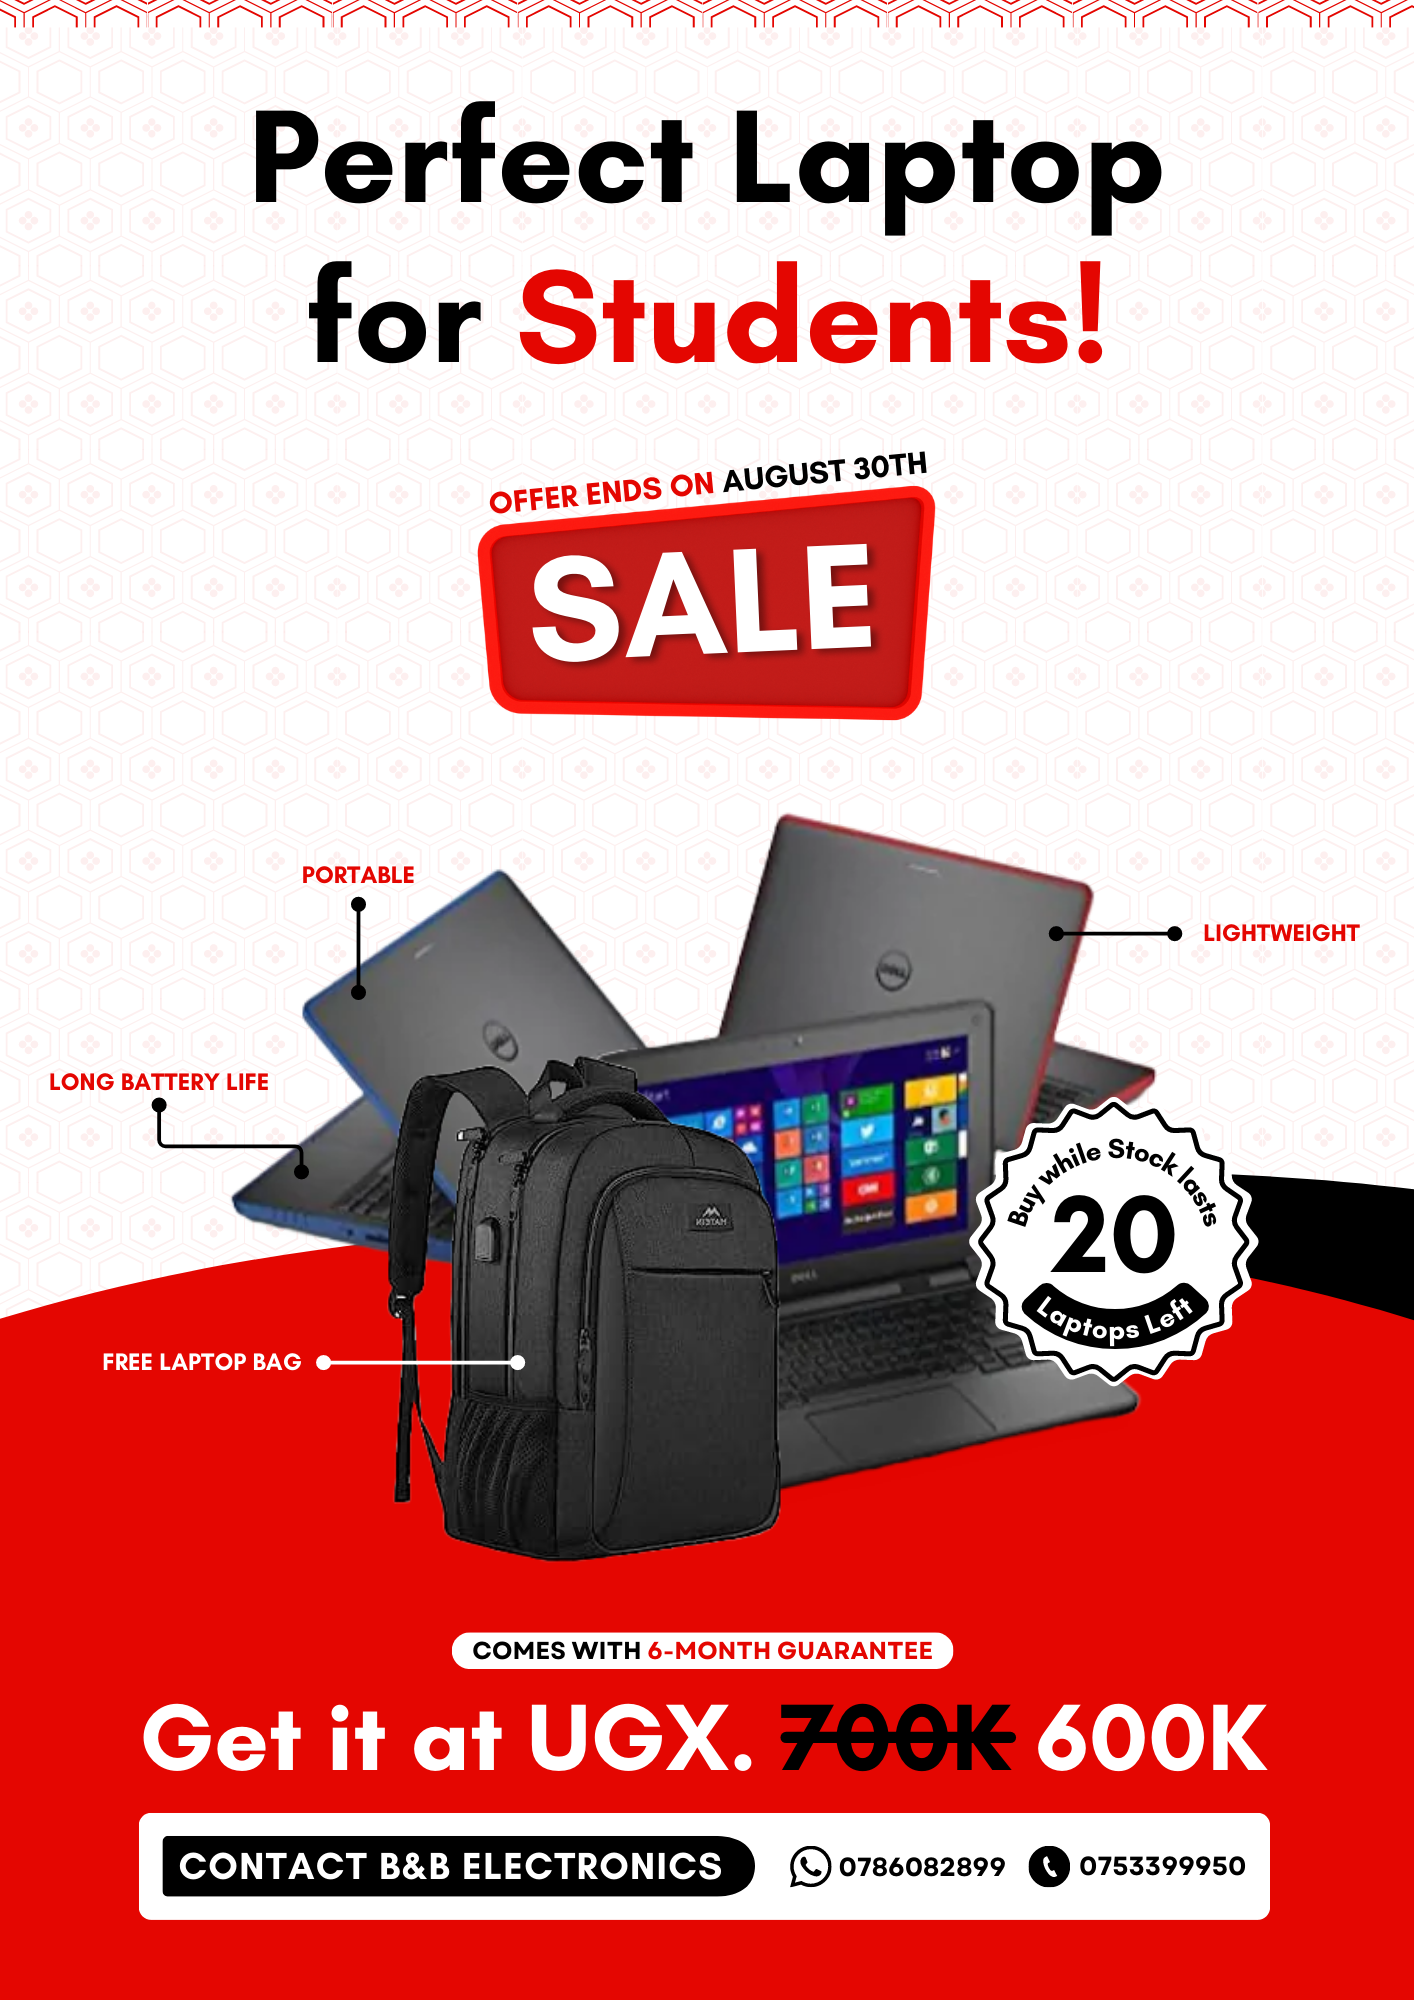 Perfect Laptop
for Students!
OFFER ENDS ON AUGUST 30TH
SALE
PORTABLE
LIGHTWEIGHT
LONG BATTERY LIFE
DELL
DELL
Buy while Stock lasts
20
Laptops Left
FREE LAPTOP BAG
COMES WITH 6-MONTH GUARANTEE
Get it at UGX. 700K 600K
CONTACT B&B ELECTRONICS
0786082899
0753399950